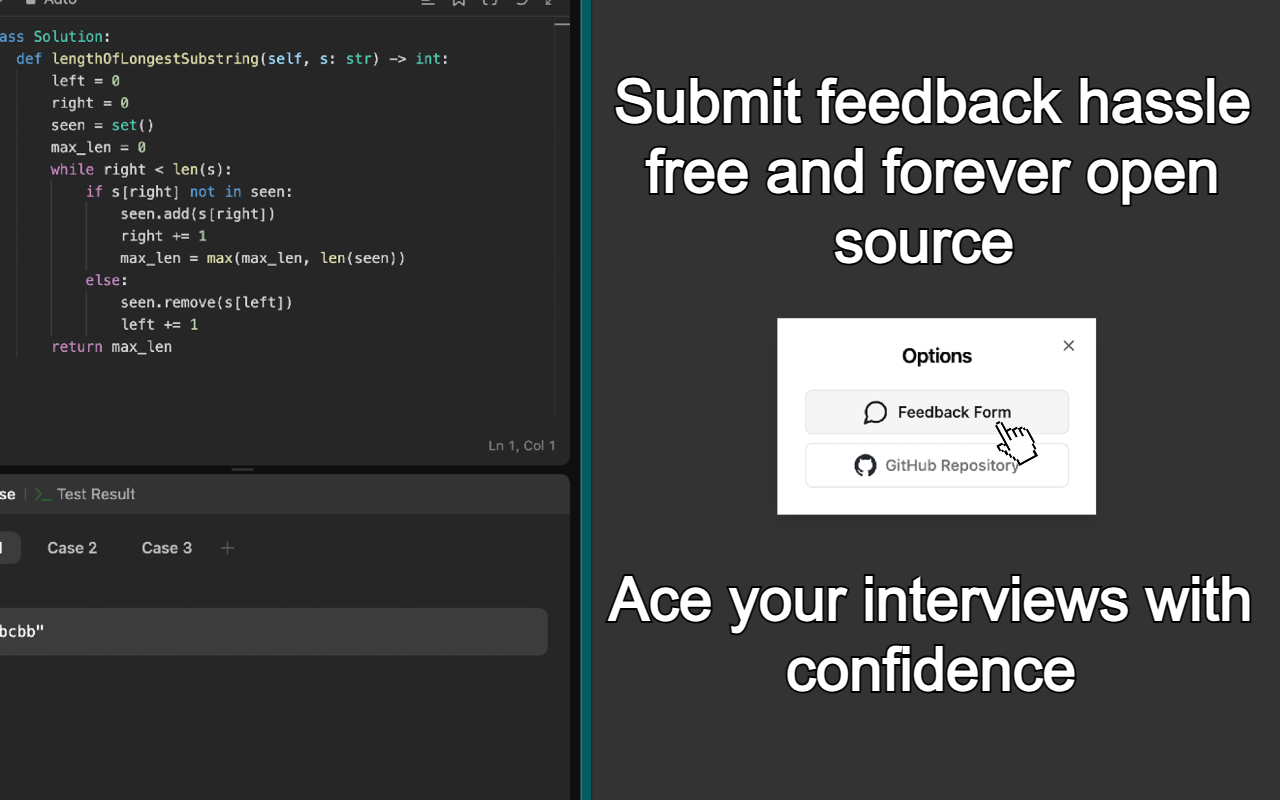 Auto
ass Solution:
def lengthOfLongestSubstring(self, s: str) -> int:
left = 0
right = 0
seen = set()
max_len = 0
while right < len(s):
if s[right] not in seen:
seen.add(s[right])
right += 1
max_len = max(max_len, len(seen))
else:
seen.remove(s[left])
left += 1
return max_len
Ln 1, Col 1
se
Test Result
Case 2
Case 3
bcbb"
Submit feedback hassle
free and forever open
source
Options
Feedback Form
GitHub Repository
Ace your interviews with
confidence